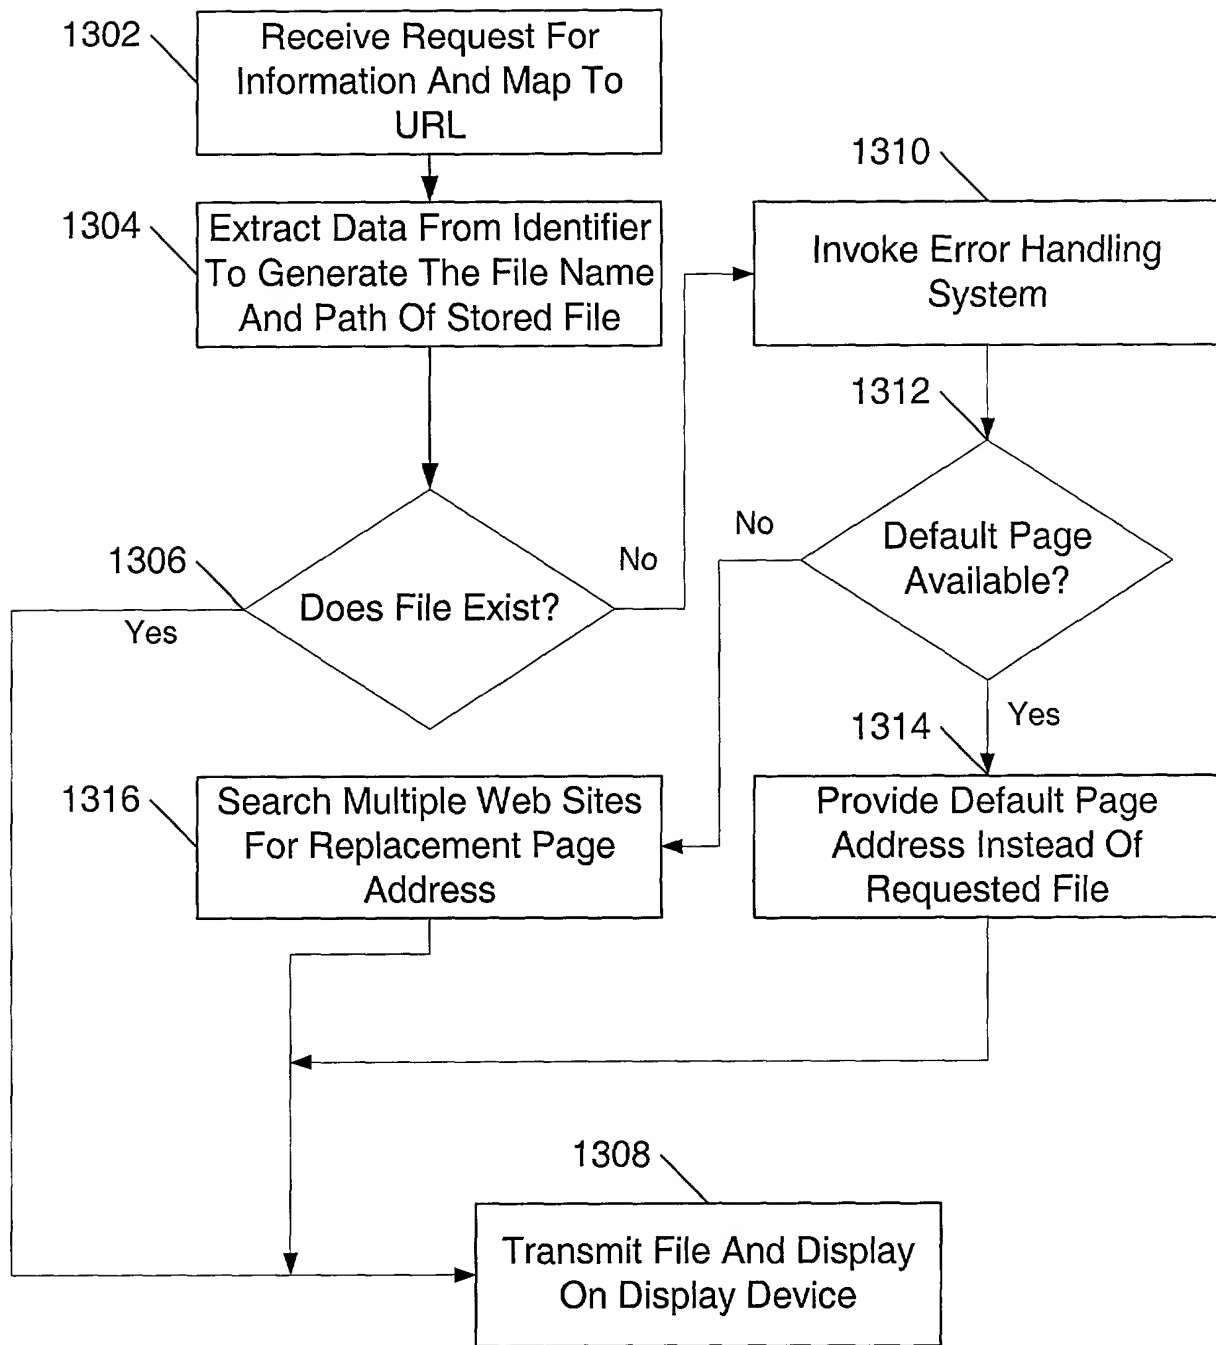 1302
Receive Request For
Information And Map To
URL
1304
Extract Data From Identifier
To Generate The File Name
And Path Of Stored File
1306
Does File Exist?
Yes
No
1310
Invoke Error Handling
System
1312
Default Page
Available?
No
Yes
1314
Provide Default Page
Address Instead Of
Requested File
1316
Search Multiple Web Sites
For Replacement Page
Address
1308
Transmit File And Display
On Display Device